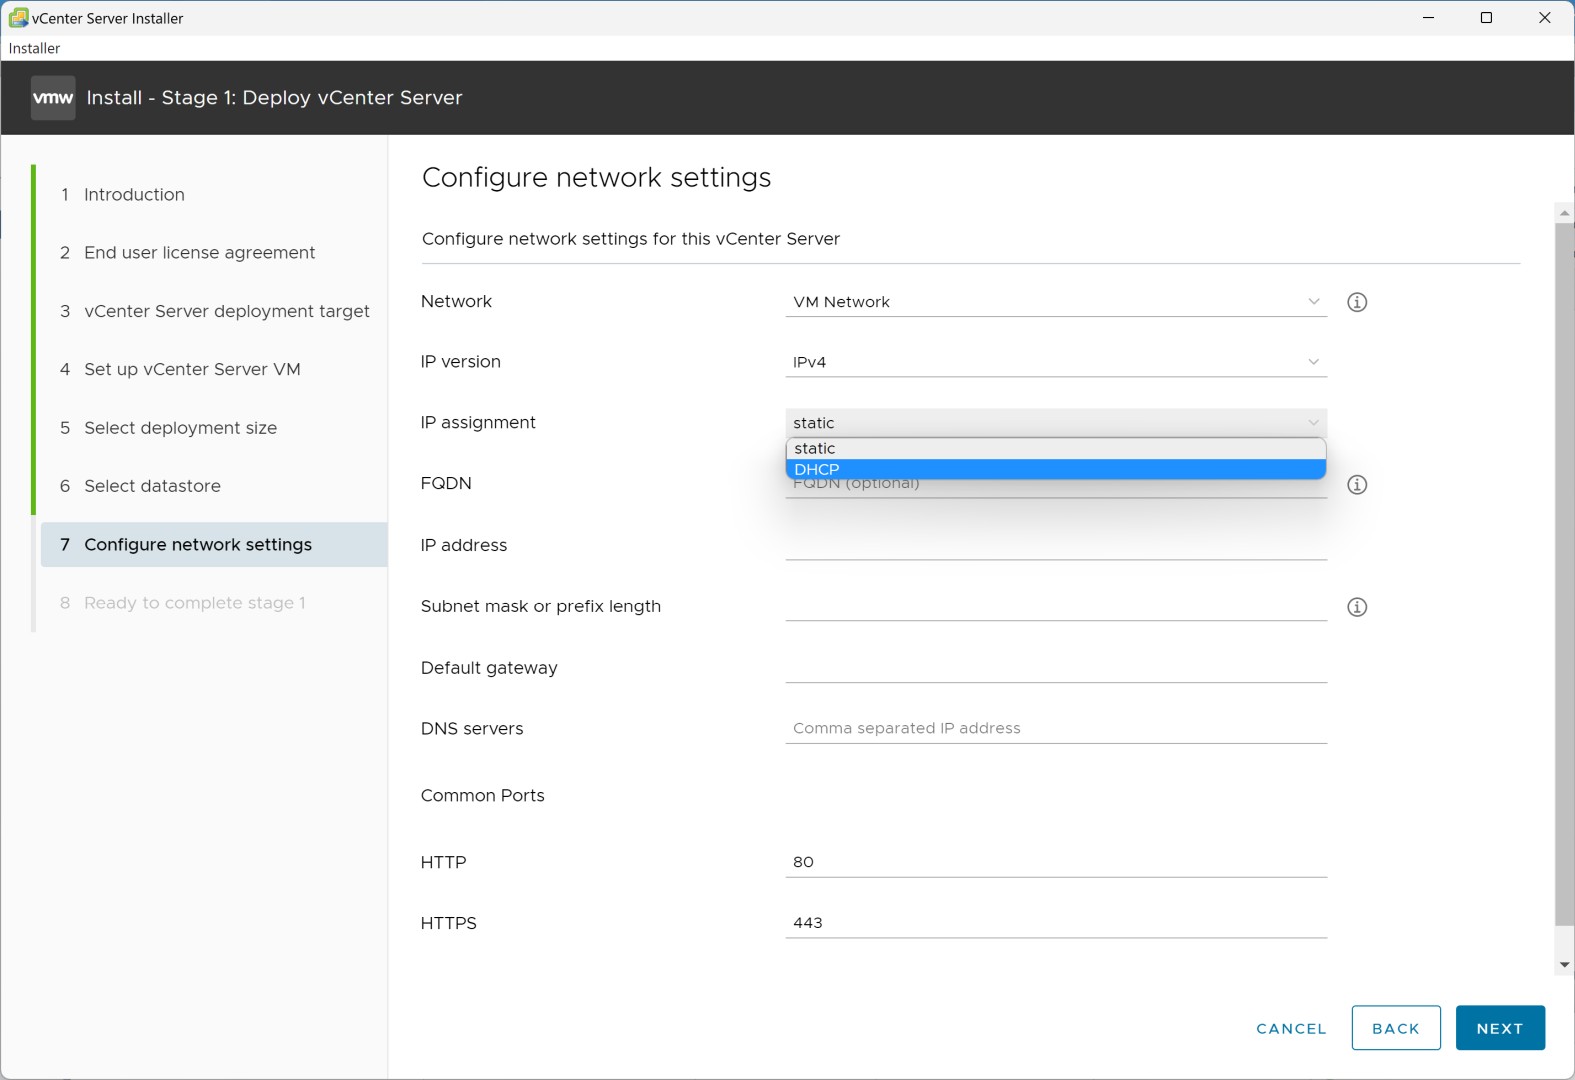 vCenter Server Installer
Installer
vmw Install - Stage 1: Deploy vCenter Server
1 Introduction
2 End user license agreement
3 vCenter Server deployment target
4 Set up vCenter Server VM
5 Select deployment size
6 Select datastore
7 Configure network settings
8 Ready to complete stage 1
Configure network settings
Configure network settings for this vCenter Server
Network VM Network
IP version IPv4
IP assignment static
static
DHCP
FQDN FQDN (optional)
IP address
Subnet mask or prefix length
Default gateway
DNS servers Comma separated IP address
Common Ports
HTTP 80
HTTPS 443
CANCEL BACK NEXT